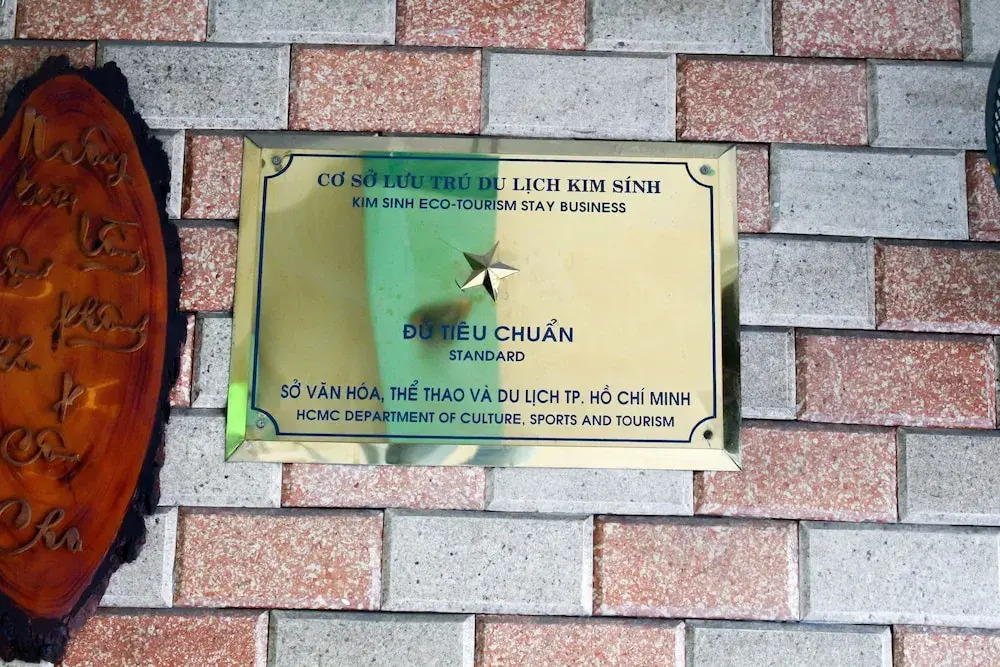 CƠ SỞ LƯU TRÚ DU LỊCH KIM SÍNH
KIM SINH ECO-TOURISM STAY BUSINESS
ĐỦ TIÊU CHUẨN
STANDARD
SỞ VĂN HÓA, THỂ THAO VÀ DU LỊCH TP. HỒ CHÍ MINH
HCMC DEPARTMENT OF CULTURE, SPORTS AND TOURISM